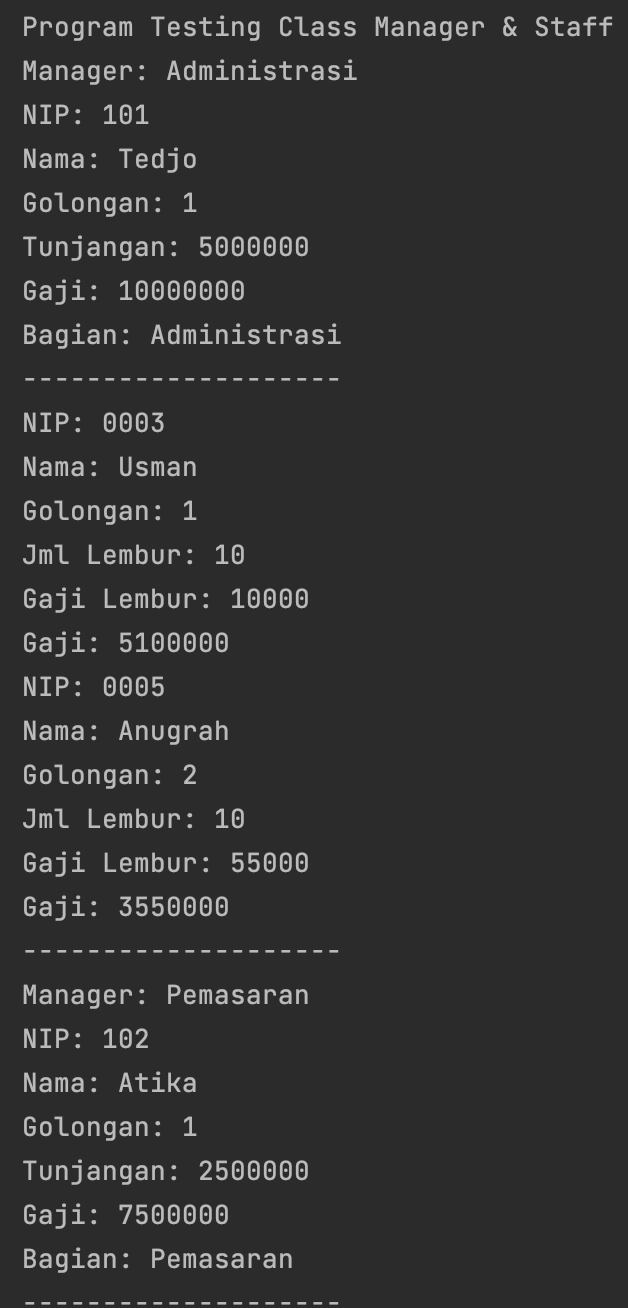 Program Testing Class Manager & Staff
Manager: Administrasi
NIP: 101
Nama: Tedjo
Golongan: 1
Tunjangan: 5000000
Gaji: 10000000
Bagian: Administrasi
--------------------
NIP: 0003
Nama: Usman
Golongan: 1
Jml Lembur: 10
Gaji Lembur: 10000
Gaji: 5100000
NIP: 0005
Nama: Anugrah
Golongan: 2
Jml Lembur: 10
Gaji Lembur: 55000
Gaji: 3550000
--------------------
Manager: Pemasaran
NIP: 102
Nama: Atika
Golongan: 1
Tunjangan: 2500000
Gaji: 7500000
Bagian: Pemasaran
--------------------